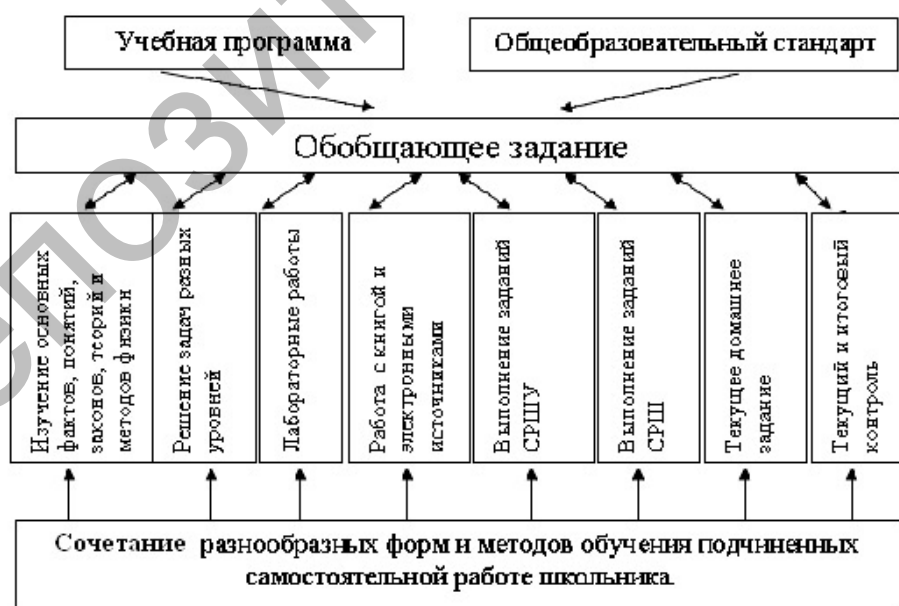 Учебная программа
Общеобразовательный стандарт
Обобщающее задание
Изучение основных
фактов, понятий,
законов, теорий и
методов физики
Решение задач разных
уровней
Лабораторные работы
Работа с книгой и
электронными
источниками
Выполнение заданий
СРШУ
Выполнение заданий
СРШ
Текущее домашнее
задание
Текущий и итоговый
контроль
Сочетание разнообразных форм и методов обучения подчиненных
самостоятельной работе школьника.
ЕПОЗИТ